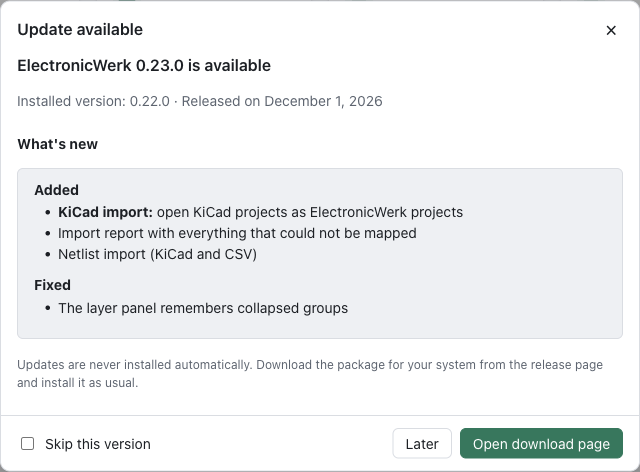 Update available
ElectronicWerk 0.23.0 is available
Installed version: 0.22.0 · Released on December 1, 2026
What's new
Added
• KiCad import: open KiCad projects as ElectronicWerk projects
• Import report with everything that could not be mapped
• Netlist import (KiCad and CSV)
Fixed
• The layer panel remembers collapsed groups
Updates are never installed automatically. Download the package for your system from the release page
and install it as usual.
Skip this version
Later
Open download page